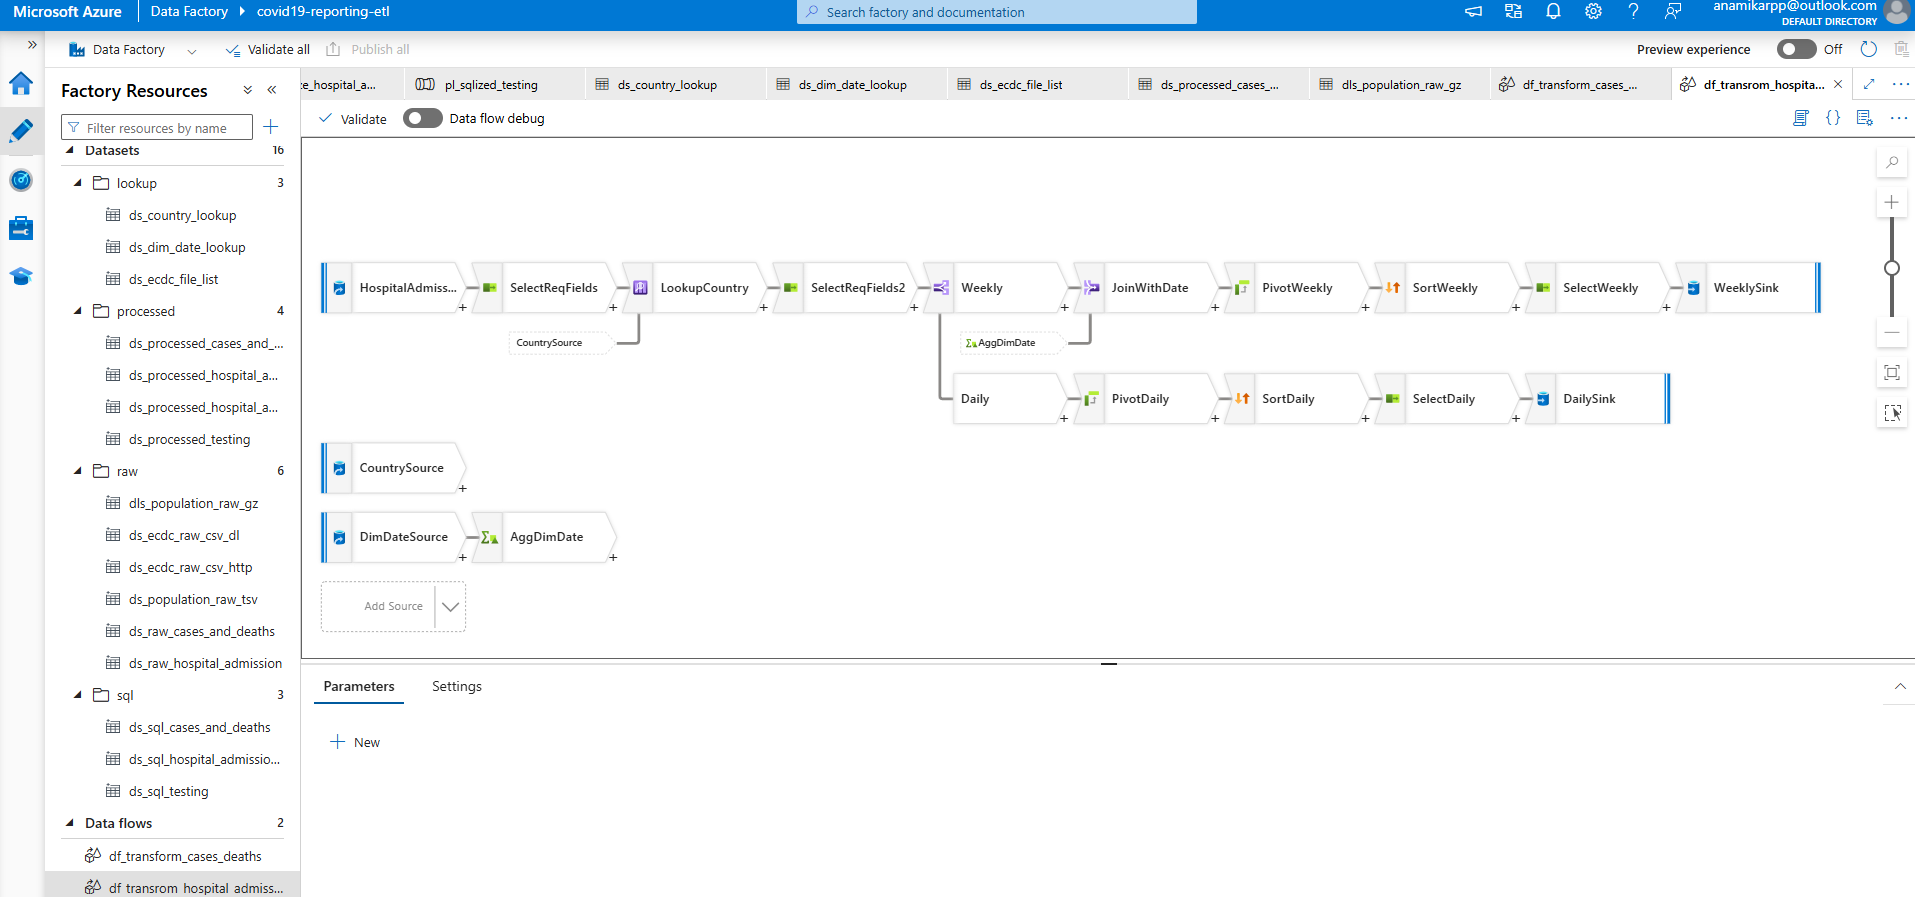 Microsoft Azure Data Factory covid19-reporting-etl Search factory and documentation anamikarpp@outlook.com
DEFAULT DIRECTORY
Data Factory Validate all Publish all Preview experience Off
Factory Resources
Filter resources by name
Datasets 16
lookup 3
ds_country_lookup
ds_dim_date_lookup
ds_ecdc_file_list
processed 4
ds_processed_cases_and_...
ds_processed_hospital_a...
ds_processed_hospital_a...
ds_processed_testing
raw 6
dls_population_raw_gz
ds_ecdc_raw_csv_dl
ds_ecdc_raw_csv_http
ds_population_raw_tsv
ds_raw_cases_and_deaths
ds_raw_hospital_admission
sql 3
ds_sql_cases_and_deaths
ds_sql_hospital_admissio...
ds_sql_testing
Data flows 2
df_transform_cases_deaths
df_transrom_hospital_admiss...
e_hospital_a... pl_sqlized_testing ds_country_lookup ds_dim_date_lookup ds_ecdc_file_list ds_processed_cases_... dls_population_raw_gz df_transform_cases_... df_transrom_hospita...
Validate Data flow debug
HospitalAdmiss... SelectReqFields LookupCountry SelectReqFields2 Weekly JoinWithDate PivotWeekly SortWeekly SelectWeekly WeeklySink
CountrySource AggDimDate
Daily PivotDaily SortDaily SelectDaily DailySink
CountrySource
DimDateSource AggDimDate
Add Source
Parameters Settings
New